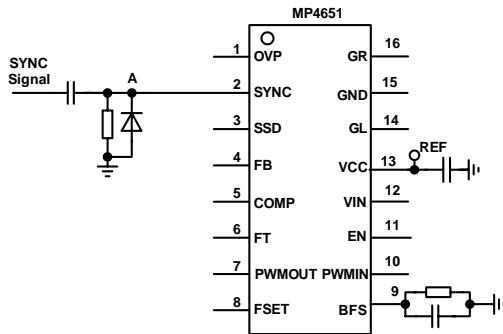 MP4651
SYNC
Signal
A
1 OVP
2 SYNC
3 SSD
4 FB
5 COMP
6 FT
7 PWMOUT
8 FSET
GR 16
GND 15
GL 14
VCC 13
REF
VIN 12
EN 11
PWMIN 10
BFS 9